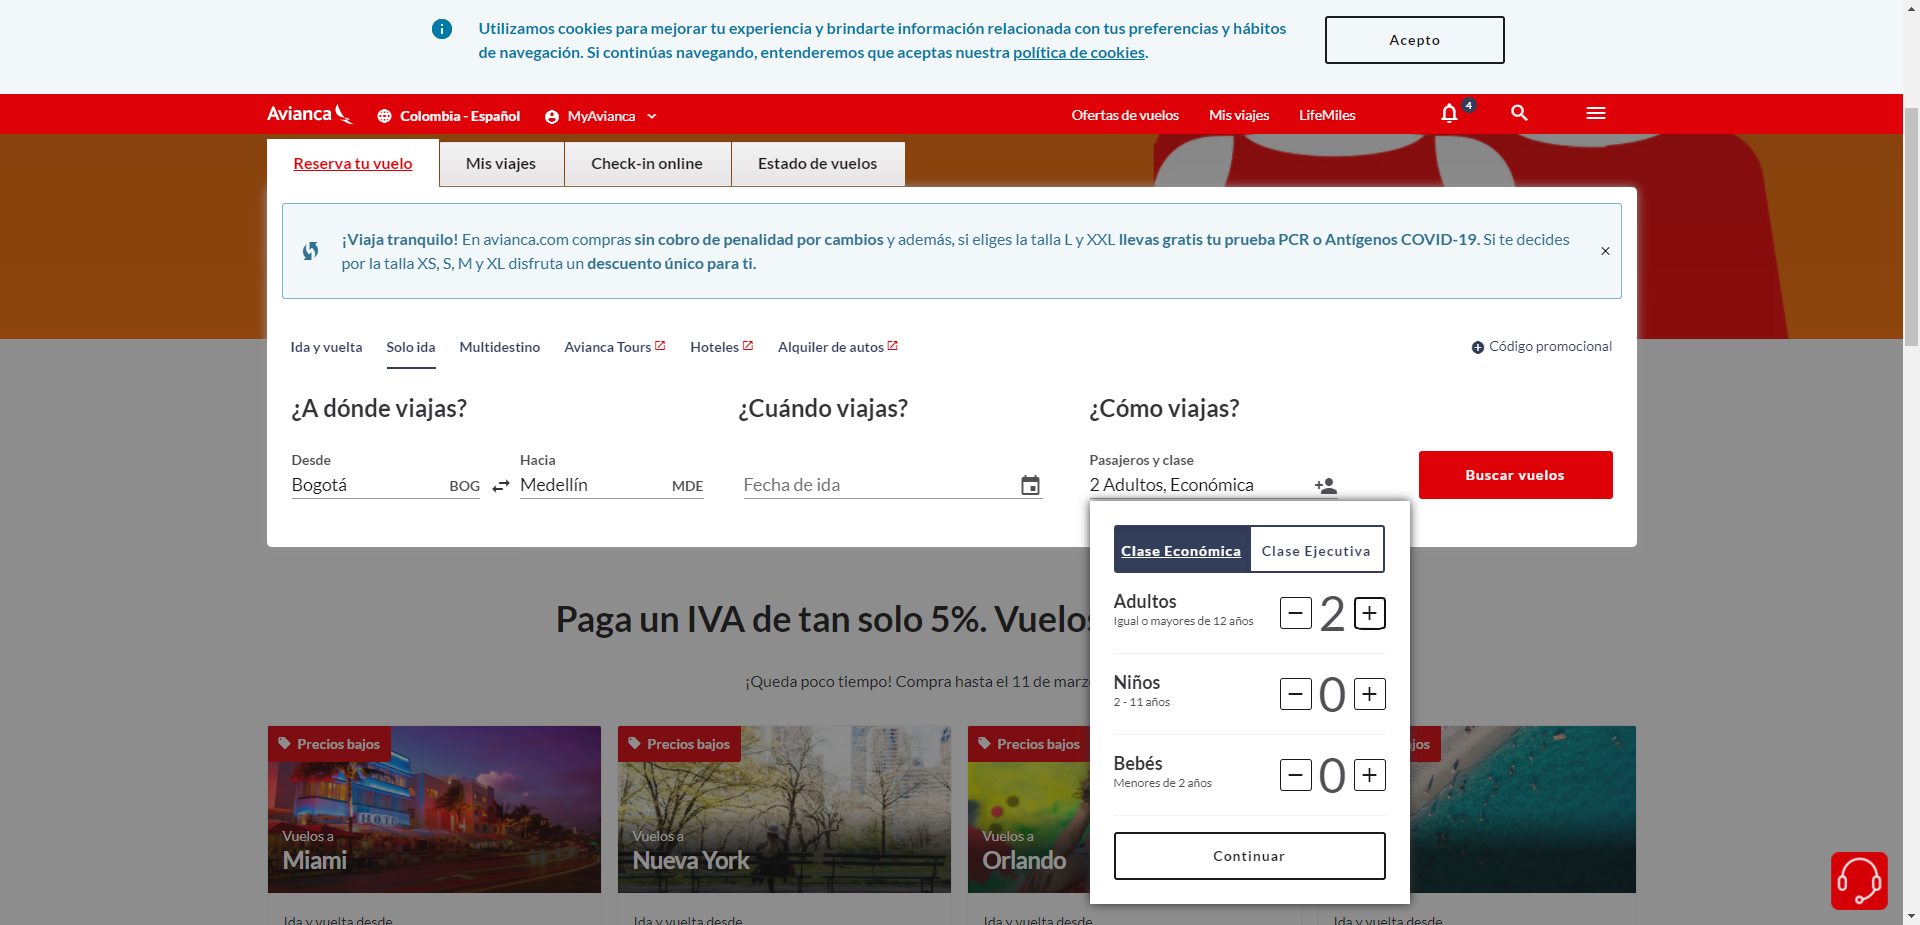 Utilizamos cookies para mejorar tu experiencia y brindarte información relacionada con tus preferencias y hábitos
de navegación. Si continúas navegando, entenderemos que aceptas nuestra política de cookies.
Acepto
Avianca
Colombia - Español
MyAvianca
Ofertas de vuelos
Mis viajes
LifeMiles
4
Reserva tu vuelo
Mis viajes
Check-in online
Estado de vuelos
¡Viaja tranquilo! En avianca.com compras sin cobro de penalidad por cambios y además, si eliges la talla L y XXL llevas gratis tu prueba PCR o Antígenos COVID-19. Si te decides
por la talla XS, S, M y XL disfruta un descuento único para ti.
Ida y vuelta
Solo ida
Multidestino
Avianca Tours
Hoteles
Alquiler de autos
Código promocional
¿A dónde viajas?
¿Cuándo viajas?
¿Cómo viajas?
Desde
Bogotá BOG
Hacia
Medellín MDE
Fecha de ida
Pasajeros y clase
2 Adultos, Económica
Buscar vuelos
Clase Económica
Clase Ejecutiva
Adultos
Igual o mayores de 12 años
2
Niños
2 - 11 años
0
Bebés
Menores de 2 años
0
Continuar
Paga un IVA de tan solo 5%. Vuelos
¡Queda poco tiempo! Compra hasta el 11 de marzo
Precios bajos
Vuelos a
Miami
Ida y vuelta desde
Precios bajos
Vuelos a
Nueva York
Ida y vuelta desde
Precios bajos
Vuelos a
Orlando
Ida y vuelta desde
jos
Ida y vuelta desde
HOTEL